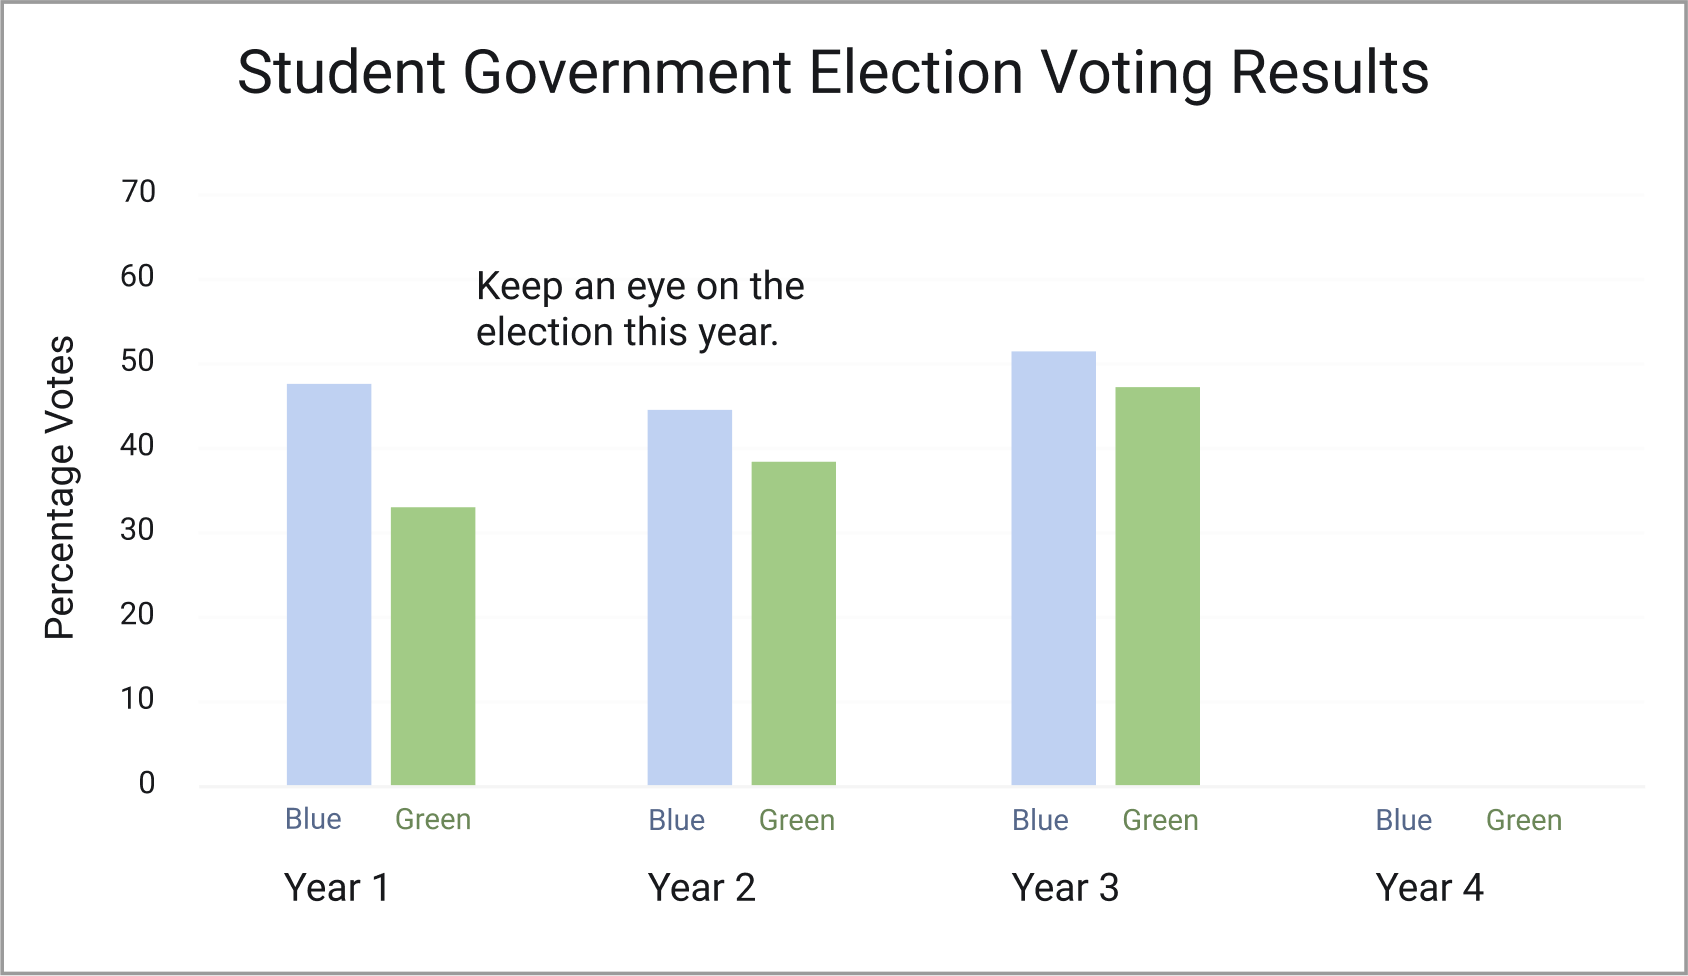 Student Government Election Voting Results
70
60
50
40
30
20
10
0
Percentage Votes
Keep an eye on the
election this year.
Blue Green Blue Green Blue Green Blue Green
Year 1 Year 2 Year 3 Year 4